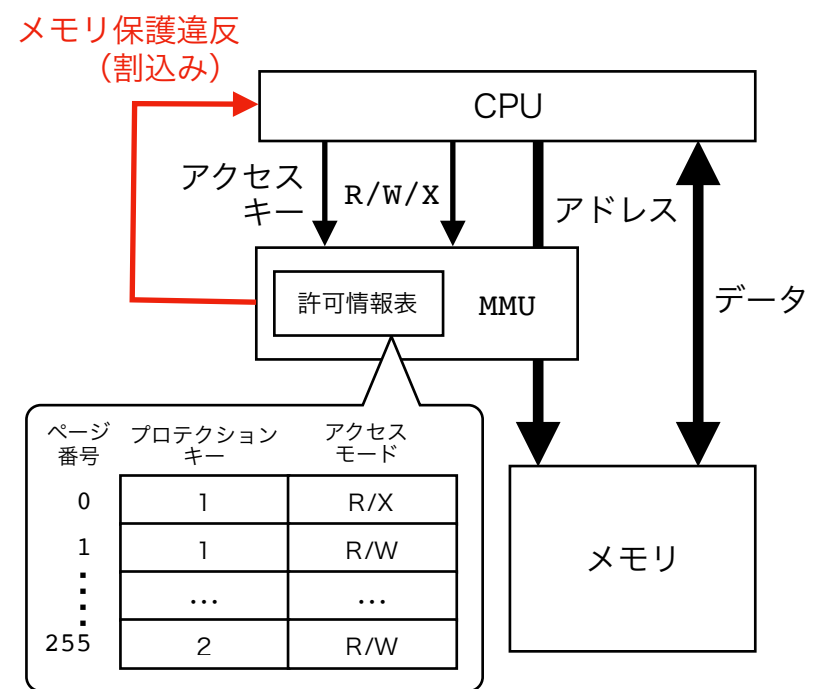 メモリ保護違反
（割込み）
CPU
アクセス
キー
R/W/X
アドレス
データ
許可情報表
MMU
メモリ
ページ
番号
プロテクション
キー
アクセス
モード
0
1
R/X
1
1
R/W
…
…
255
2
R/W